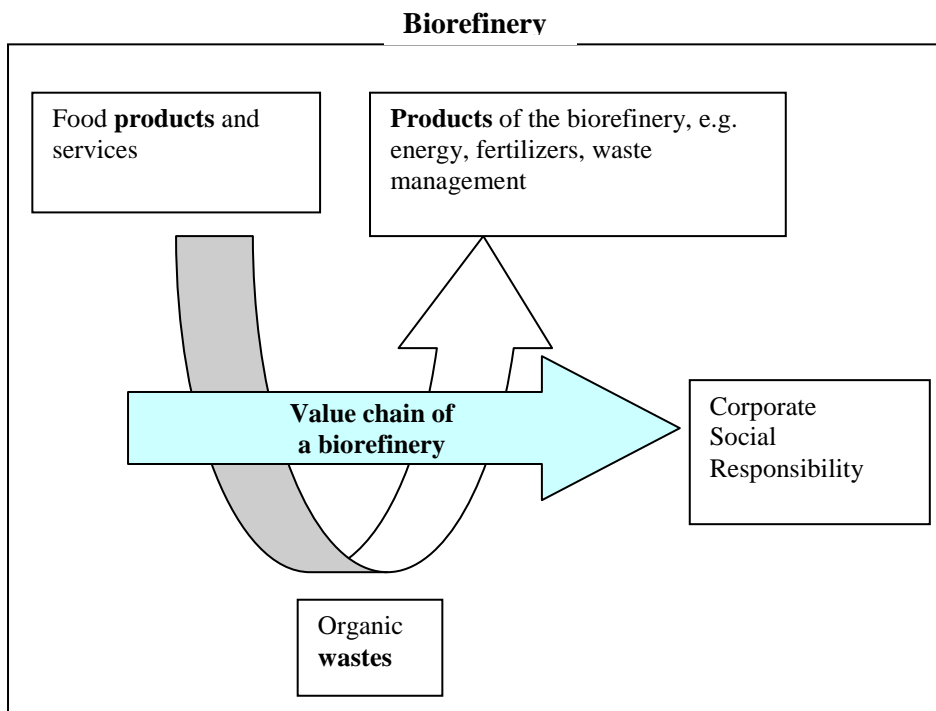 Biorefinery
Food products and
services
Products of the biorefinery, e.g.
energy, fertilizers, waste
management
Value chain of
a biorefinery
Corporate
Social
Responsibility
Organic
wastes